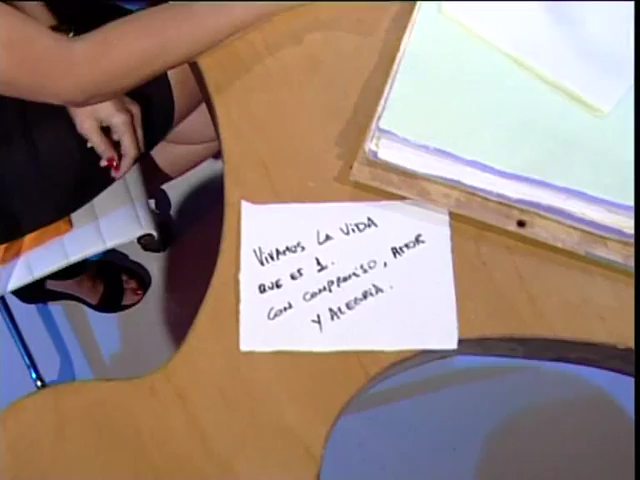 VIVAMOS LA VIDA
QUE ES 1.
CON COMPROMISO, AMOR
Y ALEGRIA.